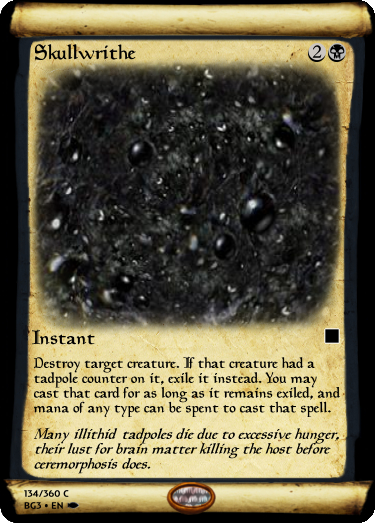 Skullwrithe 2
Instant
Destroy target creature. If that creature had a
tadpole counter on it, exile it instead. You may
cast that card for as long as it remains exiled, and
mana of any type can be spent to cast that spell.
Many illithid tadpoles die due to excessive hunger,
their lust for brain matter killing the host before
ceremorphosis does.
134/360 C
BG3 • EN